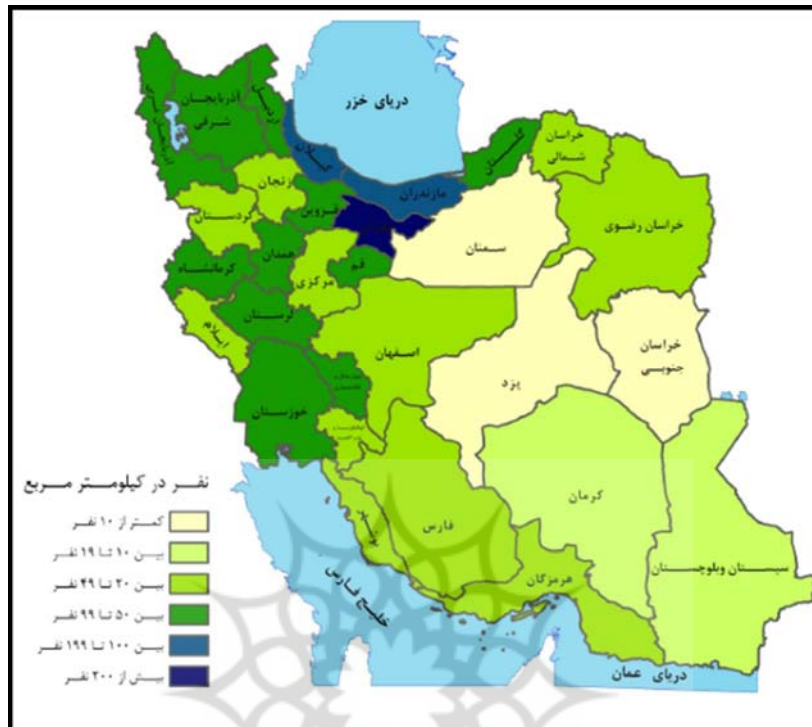 دریای خزر
آذربایجان
شرقی
اردبیل
گیلان
مازندران
گلستان
خراسان
شمالی
خراسان رضوی
زنجان
قزوین
کردستان
سمنان
همدان
قم
کرمانشاه
مرکزی
لرستان
ایلام
اصفهان
خراسان
جنوبی
یزد
خوزستان
کرمان
فارس
سیستان وبلوچستان
هرمزگان
خلیج فارس
دریای عمان
نفر در کیلومتر مربع
کمتر از ۱۰ نفر
بین ۱۰ تا ۱۹ نفر
بین ۲۰ تا ۴۹ نفر
بین ۵۰ تا ۹۹ نفر
بین ۱۰۰ تا ۱۹۹ نفر
بیش از ۲۰۰ نفر